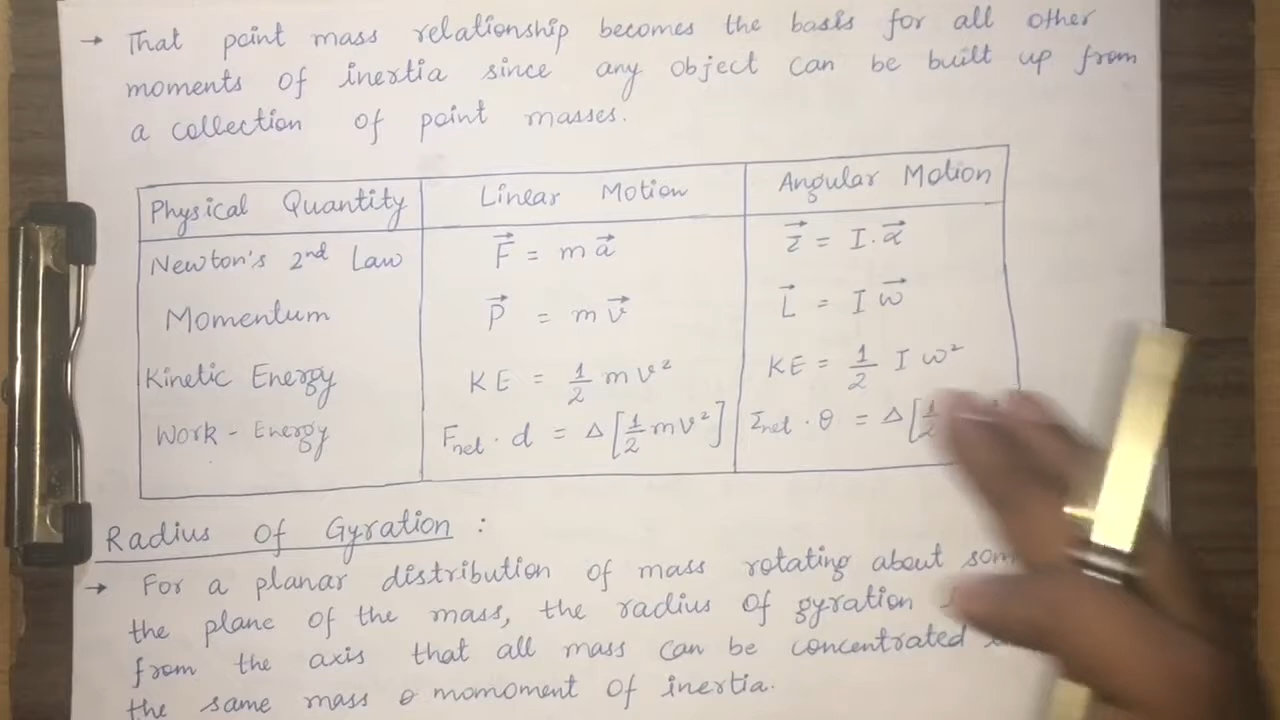 → That point mass relationship becomes the basis for all other
moments of inertia since any object can be built up from
a collection of point masses.
Physical Quantity Linear Motion Angular Motion
Newton's 2nd Law F⃗ = m a⃗ τ⃗ = I . α⃗
Momentum P⃗ = m v⃗ L⃗ = I ω⃗
Kinetic Energy KE = 1/2 m v² KE = 1/2 I ω²
Work - Energy Fnet . d = Δ[1/2 mv²] τnet . θ = Δ[
Radius Of Gyration :
→ For a planar distribution of mass rotating about
the plane of the mass, the radius of gyration
from the axis that all mass can be concentrated
the same mass momoment of inertia.